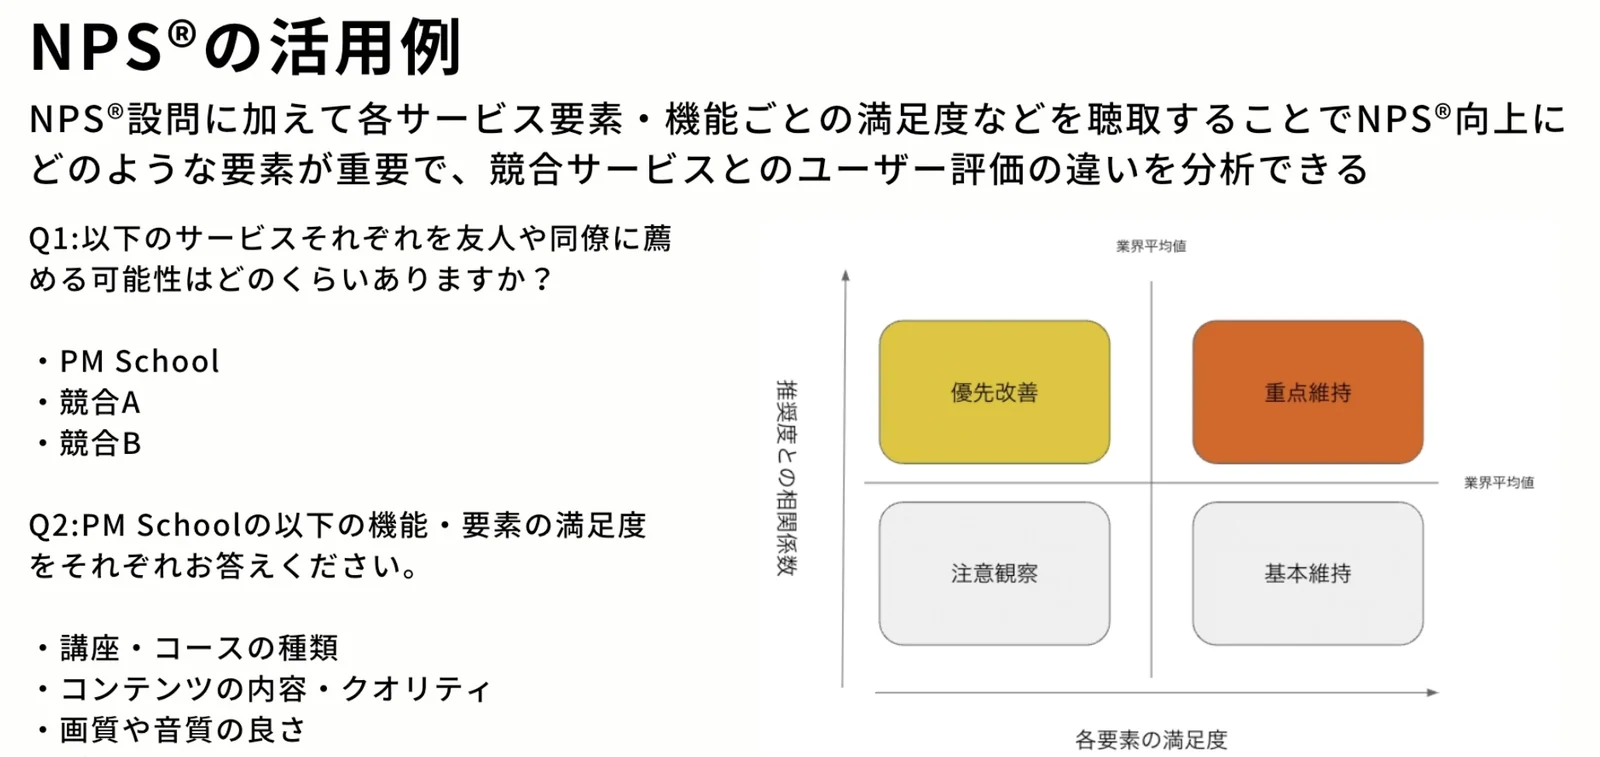 NPS®の活用例
NPS®設問に加えて各サービス要素・機能ごとの満足度などを聴取することでNPS®向上に
どのような要素が重要で、競合サービスとのユーザー評価の違いを分析できる
Q1:以下のサービスそれぞれを友人や同僚に薦
める可能性はどのくらいありますか？
・PM School
・競合A
・競合B
Q2:PM Schoolの以下の機能・要素の満足度
をそれぞれお答えください。
・講座・コースの種類
・コンテンツの内容・クオリティ
・画質や音質の良さ
業界平均値
推奨度との相関係数
優先改善
重点維持
業界平均値
注意観察
基本維持
各要素の満足度